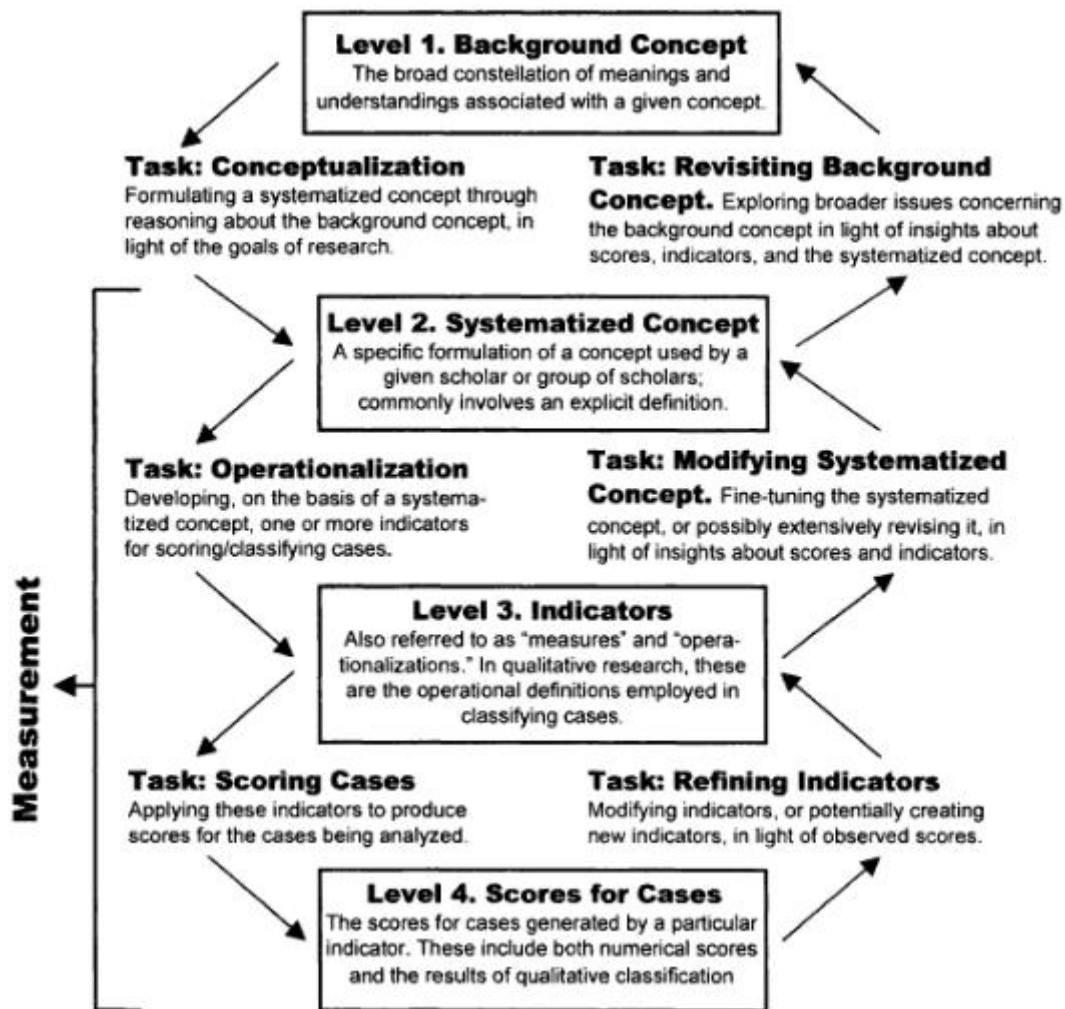 Level 1. Background Concept
The broad constellation of meanings and
understandings associated with a given concept.
Task: Conceptualization
Formulating a systematized concept through
reasoning about the background concept, in
light of the goals of research.
Task: Revisiting Background
Concept. Exploring broader issues concerning
the background concept in light of insights about
scores, indicators, and the systematized concept.
Level 2. Systematized Concept
A specific formulation of a concept used by a
given scholar or group of scholars;
commonly involves an explicit definition.
Task: Operationalization
Developing, on the basis of a systema-
tized concept, one or more indicators
for scoring/classifying cases.
Task: Modifying Systematized
Concept. Fine-tuning the systematized
concept, or possibly extensively revising it, in
light of insights about scores and indicators.
Measurement
Level 3. Indicators
Also referred to as “measures” and “opera-
tionalizations.” In qualitative research, these
are the operational definitions employed in
classifying cases.
Task: Scoring Cases
Applying these indicators to produce
scores for the cases being analyzed.
Task: Refining Indicators
Modifying indicators, or potentially creating
new indicators, in light of observed scores.
Level 4. Scores for Cases
The scores for cases generated by a particular
indicator. These include both numerical scores
and the results of qualitative classification